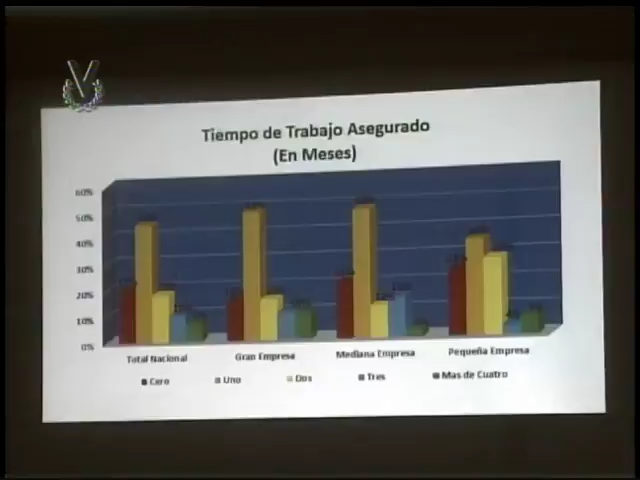 V
Tiempo de Trabajo Asegurado
(En Meses)
60%
50%
40%
30%
20%
10%
0%
Total Nacional
Gran Empresa
Mediana Empresa
Pequeña Empresa
Cero
Uno
Dos
Tres
Mas de Cuatro